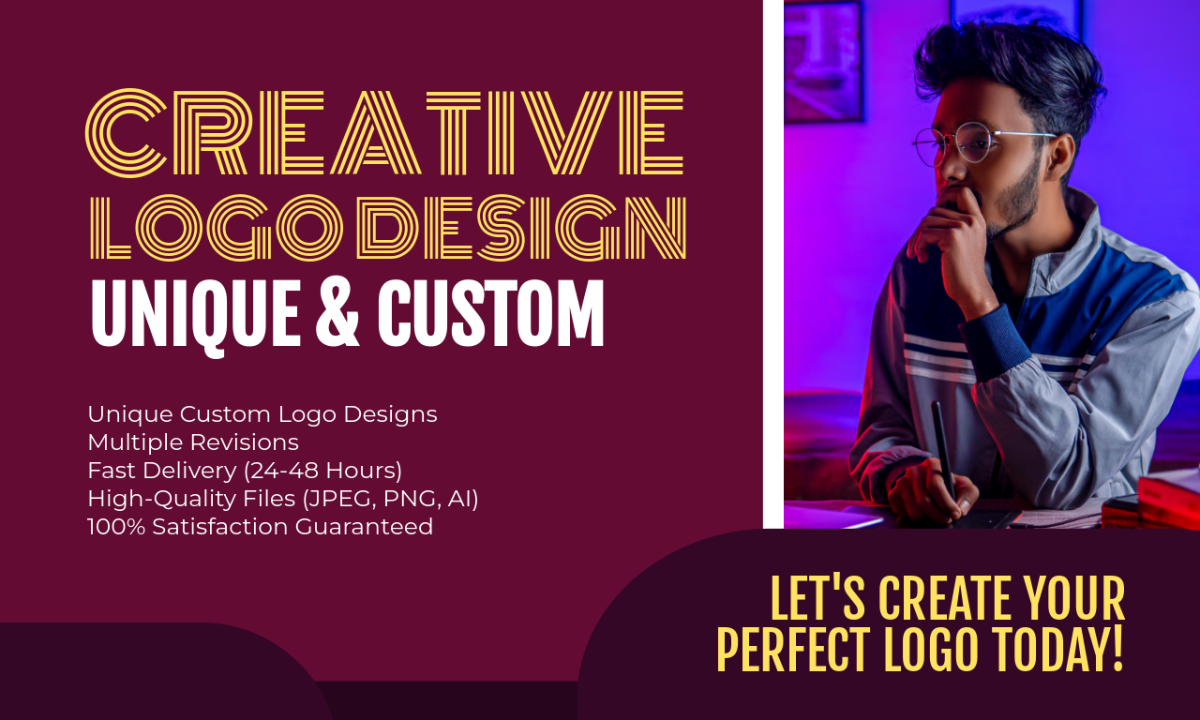 CREATIVE
LOGO DESIGN
UNIQUE & CUSTOM
Unique Custom Logo Designs
Multiple Revisions
Fast Delivery (24-48 Hours)
High-Quality Files (JPEG, PNG, AI)
100% Satisfaction Guaranteed
LET'S CREATE YOUR
PERFECT LOGO TODAY!